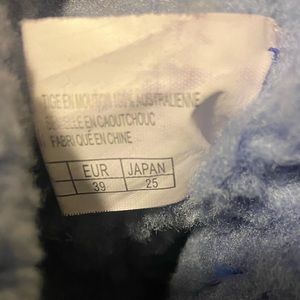 TIGE EN MOUTON 100% AUSTRALIENNE
SEMELLE EN CAOUTCHOUC
FABRIQUÉ EN CHINE
EUR JAPAN
39 25